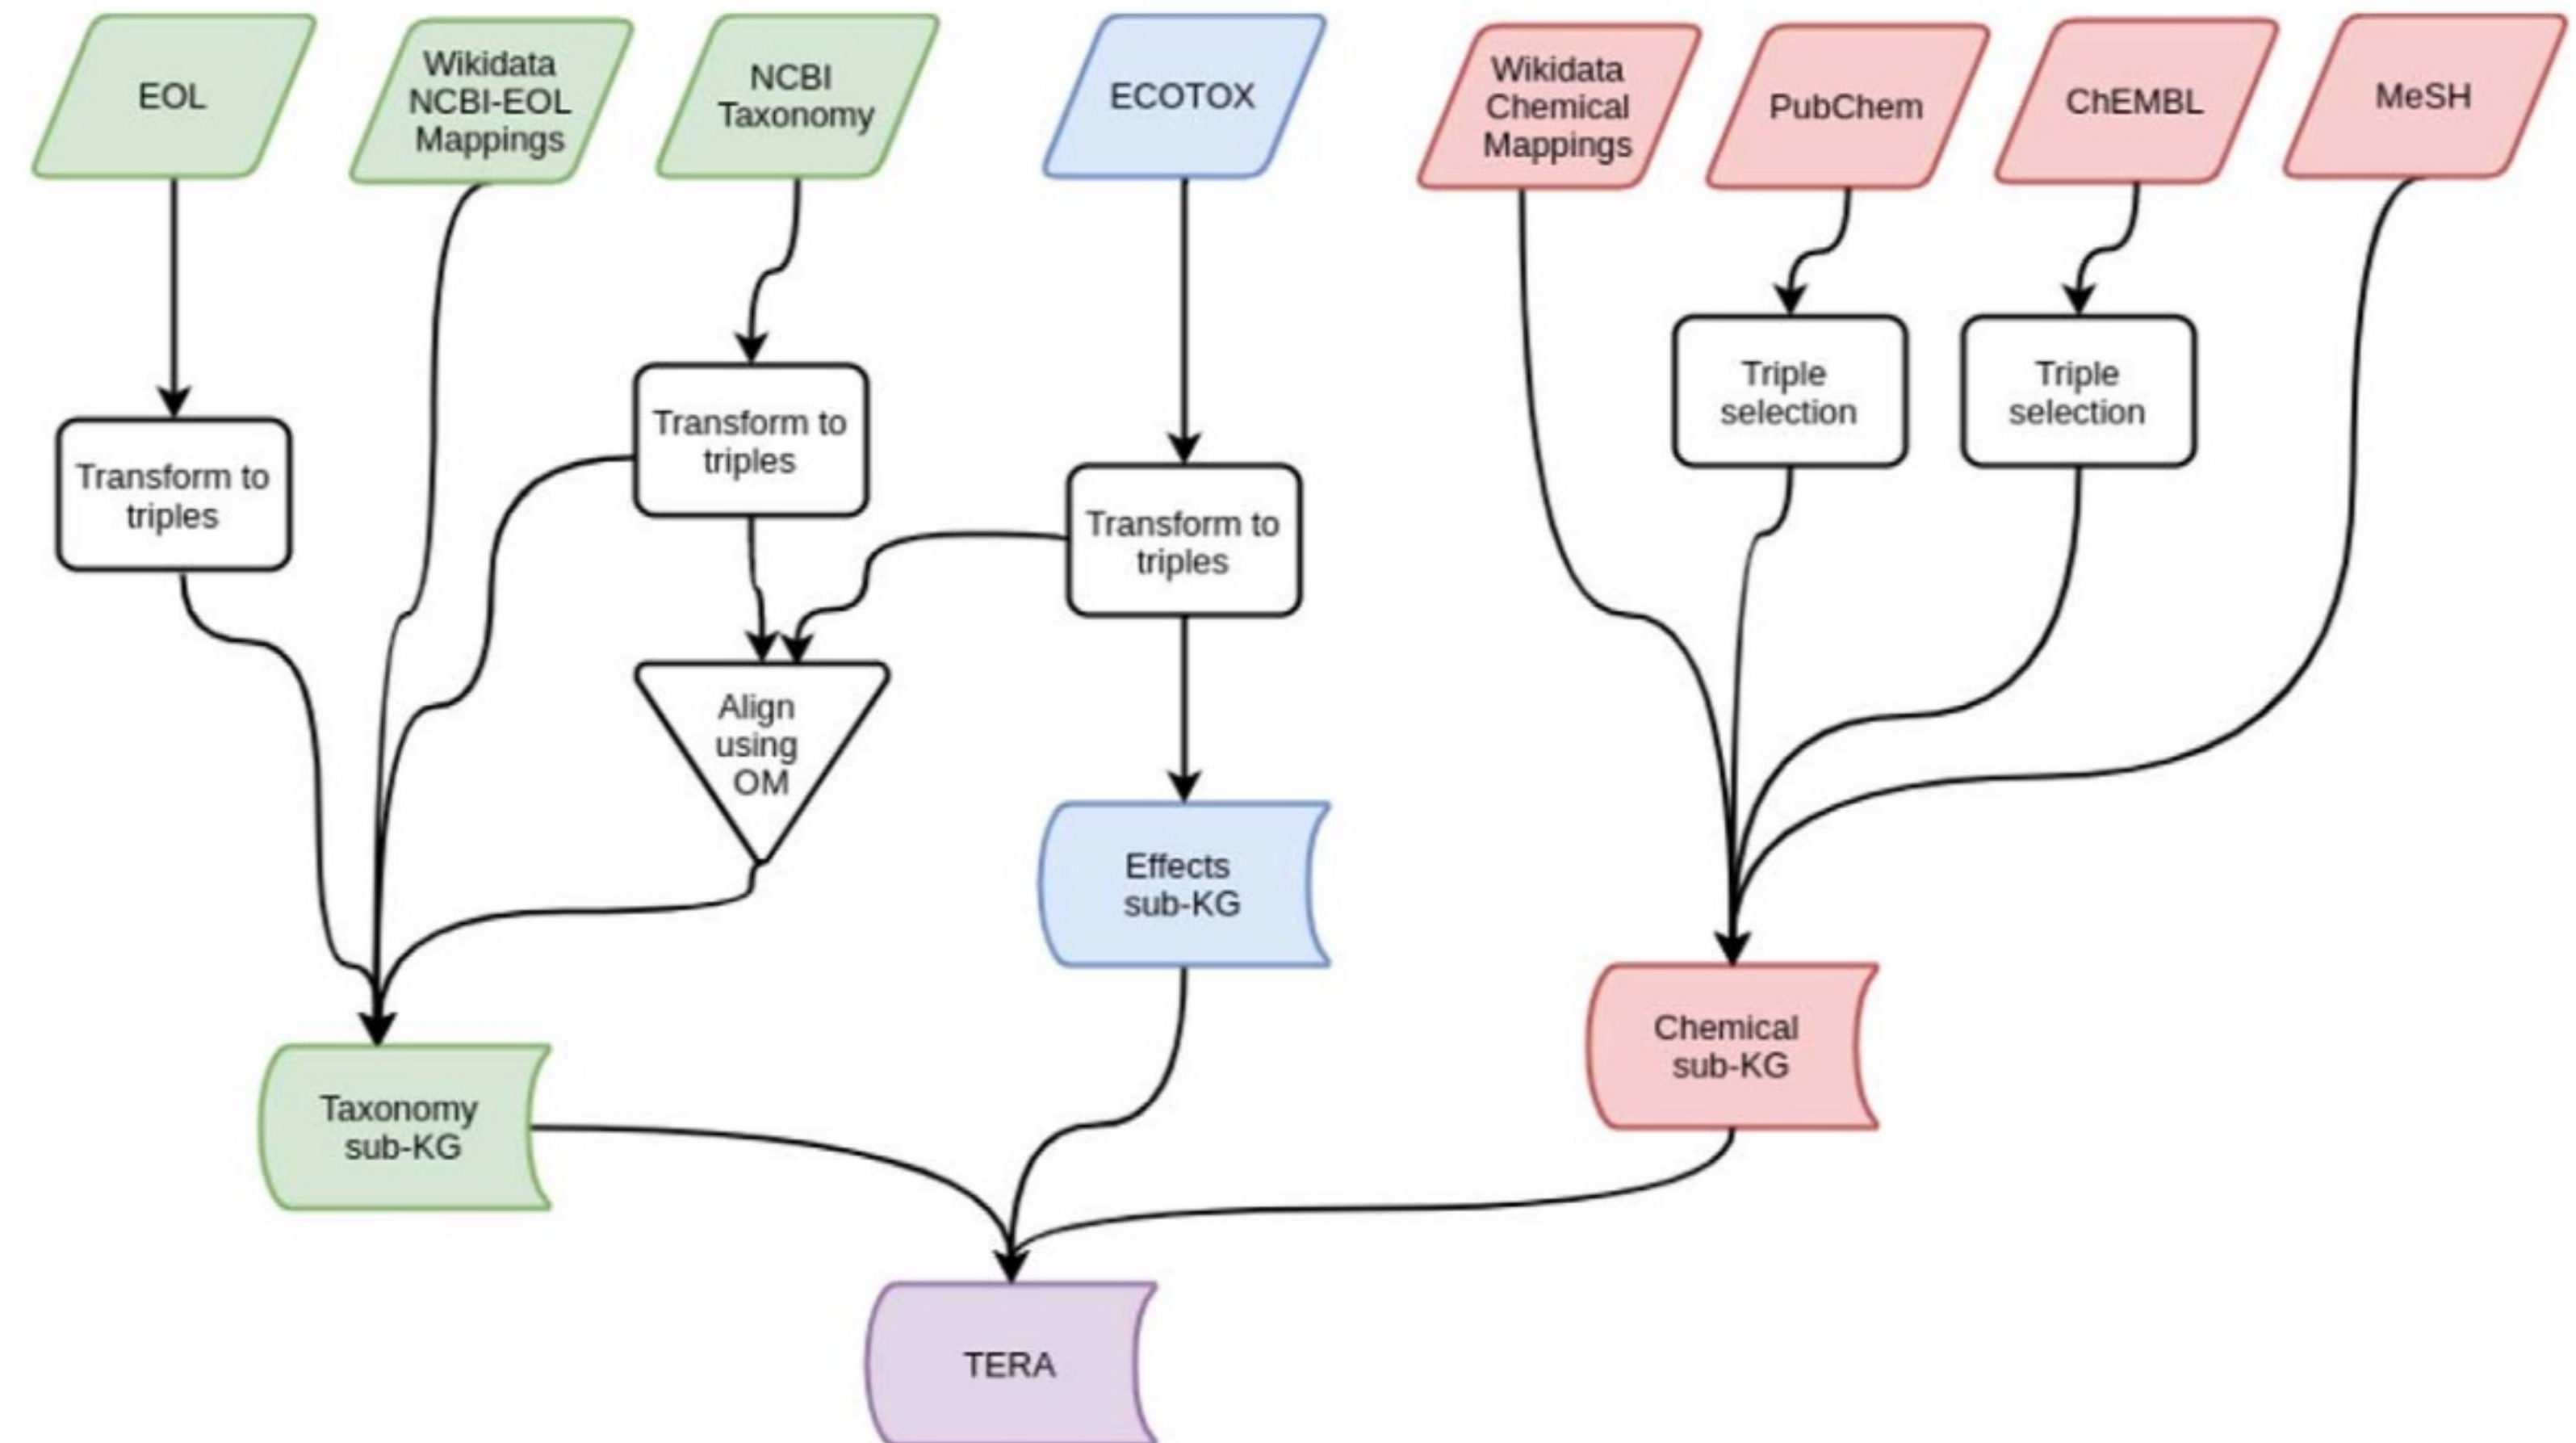 EOL
Wikidata
NCBI-EOL
Mappings
NCBI
Taxonomy
ECOTOX
Wikidata
Chemical
Mappings
PubChem
ChEMBL
MeSH
Transform to
triples
Transform to
triples
Transform to
triples
Triple
selection
Triple
selection
Align
using
OM
Effects
sub-KG
Chemical
sub-KG
Taxonomy
sub-KG
TERA